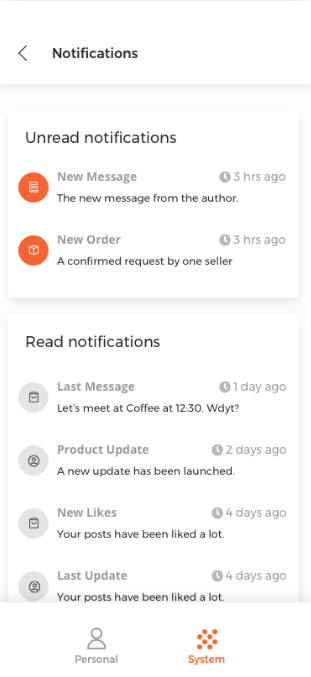 Notifications
Unread notifications
New Message
3 hrs ago
The new message from the author.
New Order
3 hrs ago
A confirmed request by one seller
Read notifications
Last Message
1 day ago
Let's meet at Coffee at 12:30. Wdyt?
Product Update
2 days ago
A new update has been launched.
New Likes
4 days ago
Your posts have been liked a lot.
Last Update
4 days ago
Your posts have been liked a lot.
Personal
System